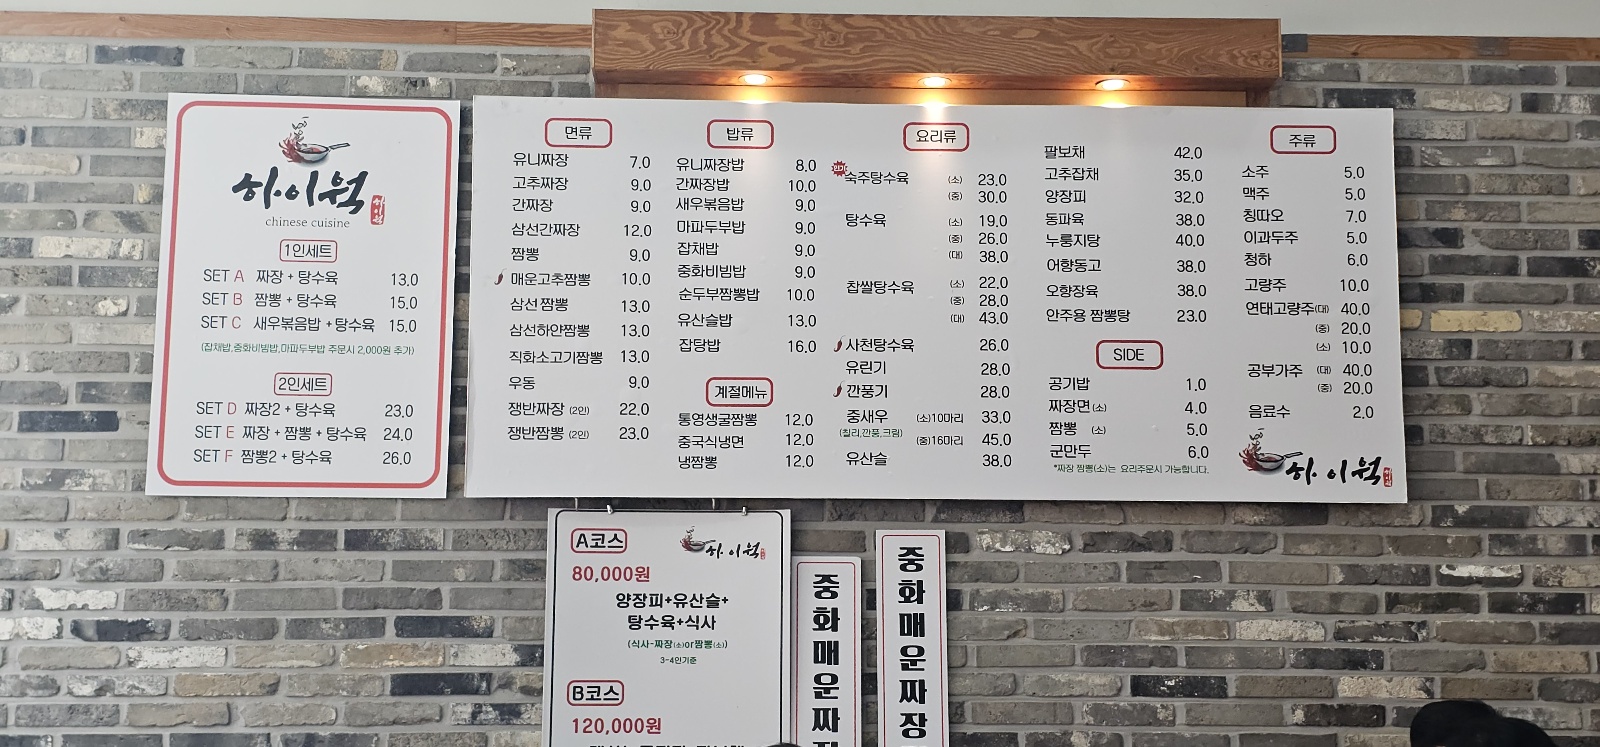 하이웍
하이웍
chinese cuisine
1인세트
SET A 짜장 + 탕수육 13.0
SET B 짬뽕 + 탕수육 15.0
SET C 새우볶음밥 + 탕수육 15.0
(잡채밥,중화비빔밥,마파두부밥 주문시 2,000원 추가)
2인세트
SET D 짜장2 + 탕수육 23.0
SET E 짜장 + 짬뽕 + 탕수육 24.0
SET F 짬뽕2 + 탕수육 26.0
면류
유니짜장 7.0
고추짜장 9.0
간짜장 9.0
삼선간짜장 12.0
짬뽕 9.0
매운고추짬뽕 10.0
삼선짬뽕 13.0
삼선하얀짬뽕 13.0
직화소고기짬뽕 13.0
우동 9.0
쟁반짜장 (2인) 22.0
쟁반짬뽕 (2인) 23.0
밥류
유니짜장밥 8.0
간짜장밥 10.0
새우볶음밥 9.0
마파두부밥 9.0
잡채밥 9.0
중화비빔밥 9.0
순두부짬뽕밥 10.0
유산슬밥 13.0
잡탕밥 16.0
계절메뉴
통영생굴짬뽕 12.0
중국식냉면 12.0
냉짬뽕 12.0
요리류
숙주탕수육 (소) 23.0
(중) 30.0
탕수육 (소) 19.0
(중) 26.0
(대) 38.0
찹쌀탕수육 (소) 22.0
(중) 28.0
(대) 43.0
사천탕수육 26.0
유린기 28.0
깐풍기 28.0
중새우 (소)10마리 33.0
(칠리,깐풍,크림) (중)16마리 45.0
유산슬 38.0
팔보채 42.0
고추잡채 35.0
양장피 32.0
동파육 38.0
누룽지탕 40.0
어향동고 38.0
오향장육 38.0
안주용 짬뽕탕 23.0
SIDE
공기밥 1.0
짜장면(소) 4.0
짬뽕 (소) 5.0
군만두 6.0
*짜장 짬뽕(소)는 요리주문시 가능합니다.
주류
소주 5.0
맥주 5.0
칭따오 7.0
이과두주 5.0
청하 6.0
고량주 10.0
연태고량주(대) 40.0
(중) 20.0
(소) 10.0
공부가주 (대) 40.0
(중) 20.0
음료수 2.0
하이웍
하이웍
A코스
하이웍
80,000원
양장피+유산슬+
탕수육+식사
(식사-짜장(소)or짬뽕(소))
3-4인기준
B코스
120,000원
중화매운짜
중화매운짜장